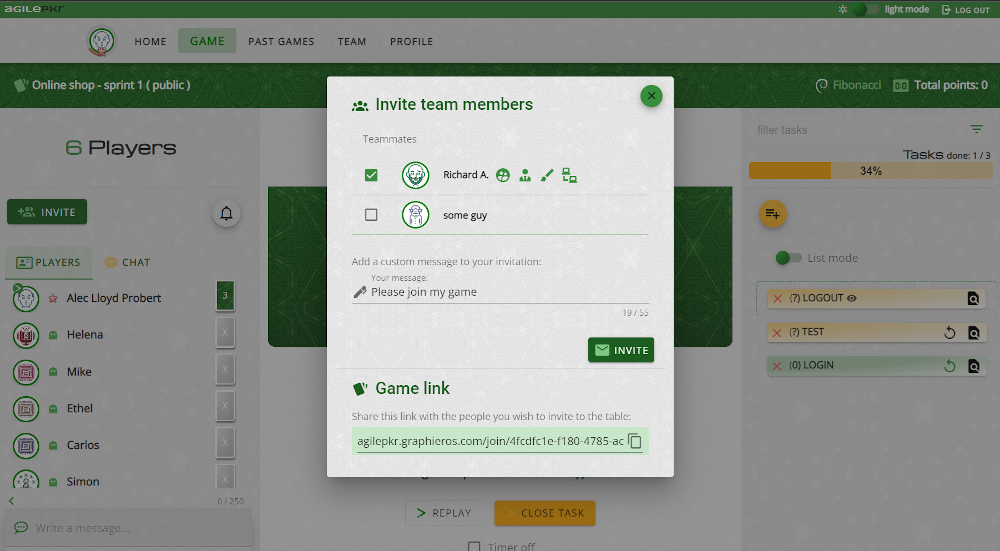 agilePKR
light mode
LOG OUT
HOME
GAME
PAST GAMES
TEAM
PROFILE
Online shop - sprint 1 ( public )
Fibonacci
Total points: 0
6 Players
INVITE
PLAYERS
CHAT
Alec Lloyd Probert
3
Helena
X
Mike
X
Ethel
X
Carlos
X
Simon
X
0 / 250
Write a message...
Invite team members
Teammates
Richard A.
some guy
Add a custom message to your invitation:
Your message:
Please join my game
19 / 55
INVITE
Game link
Share this link with the people you wish to invite to the table:
agilepkr.graphieros.com/join/4fcdfc1e-f180-4785-ac
REPLAY
CLOSE TASK
Timer off
filter tasks
Tasks done: 1 / 3
34%
List mode
(?) LOGOUT
(?) TEST
(0) LOGIN